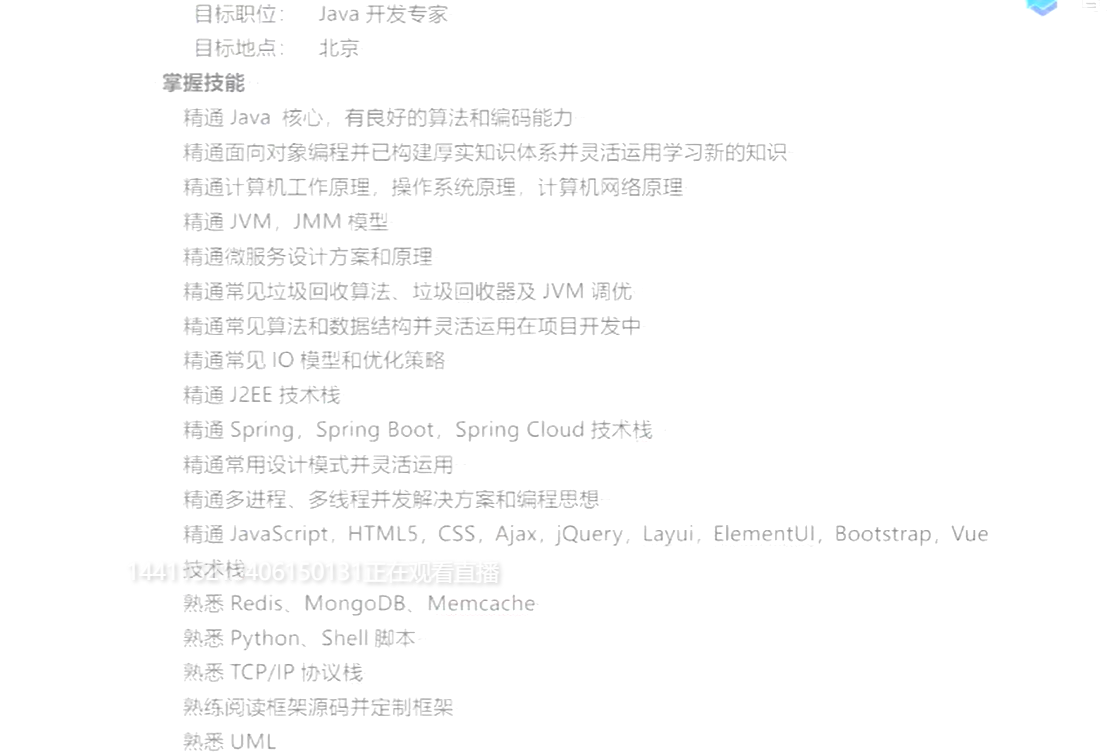 目标职位： Java 开发专家
目标地点： 北京
掌握技能
精通 Java 核心，有良好的算法和编码能力
精通面向对象编程并已构建厚实知识体系并灵活运用学习新的知识
精通计算机工作原理，操作系统原理，计算机网络原理
精通 JVM，JMM 模型
精通微服务设计方案和原理
精通常见垃圾回收算法、垃圾回收器及 JVM 调优
精通常见算法和数据结构并灵活运用在项目开发中
精通常见 IO 模型和优化策略
精通 J2EE 技术栈
精通 Spring，Spring Boot，Spring Cloud 技术栈
精通常用设计模式并灵活运用
精通多进程、多线程并发解决方案和编程思想
精通 JavaScript，HTML5，CSS，Ajax，jQuery，Layui，ElementUI，Bootstrap，Vue
技术栈
正在观看直播
熟悉 Redis、MongoDB、Memcache
熟悉 Python、Shell 脚本
熟悉 TCP/IP 协议栈
熟练阅读框架源码并定制框架
熟悉 UML